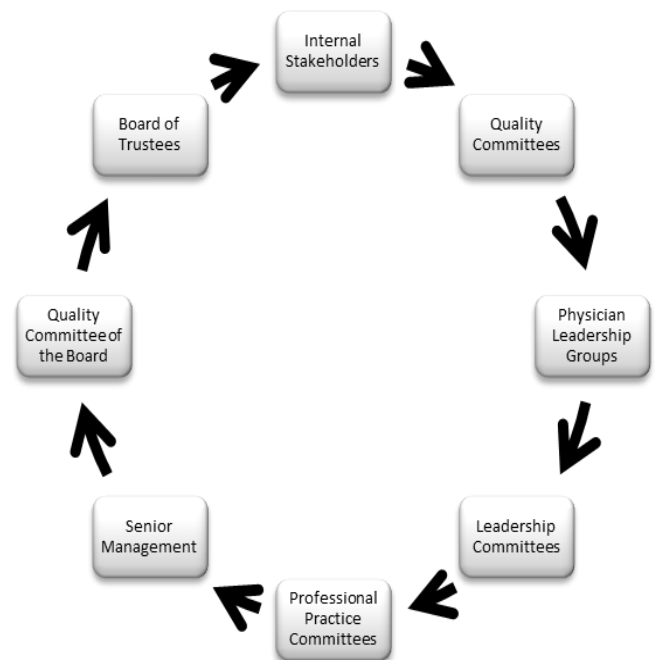 Internal
Stakeholders
Quality
Committees
Physician
Leadership
Groups
Leadership
Committees
Professional
Practice
Committees
Senior
Management
Quality
Committee of
the Board
Board of
Trustees